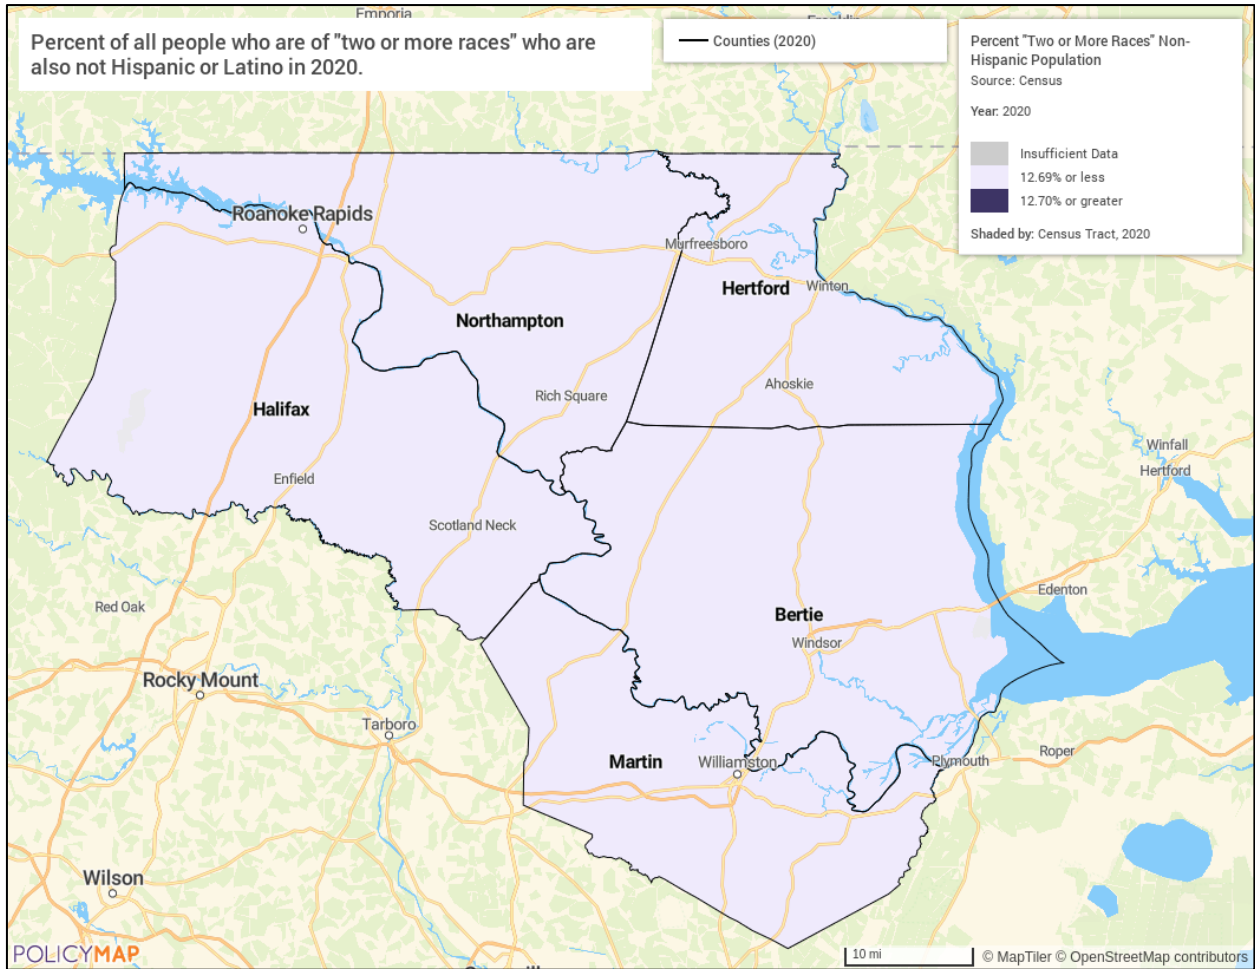 Percent of all people who are of "two or more races" who are
also not Hispanic or Latino in 2020.
Counties (2020)
Percent "Two or More Races" Non-
Hispanic Population
Source: Census
Year: 2020
Insufficient Data
12.69% or less
12.70% or greater
Shaded by: Census Tract, 2020
Emporia
Franklin
Roanoke Rapids
Murfreesboro
Hertford
Winton
Northampton
Ahoskie
Rich Square
Halifax
Winfall
Hertford
Enfield
Scotland Neck
Edenton
Red Oak
Bertie
Windsor
Rocky Mount
Tarboro
Roper
Martin
Williamston
Plymouth
Wilson
POLICYMAP
10 mi
© MapTiler © OpenStreetMap contributors